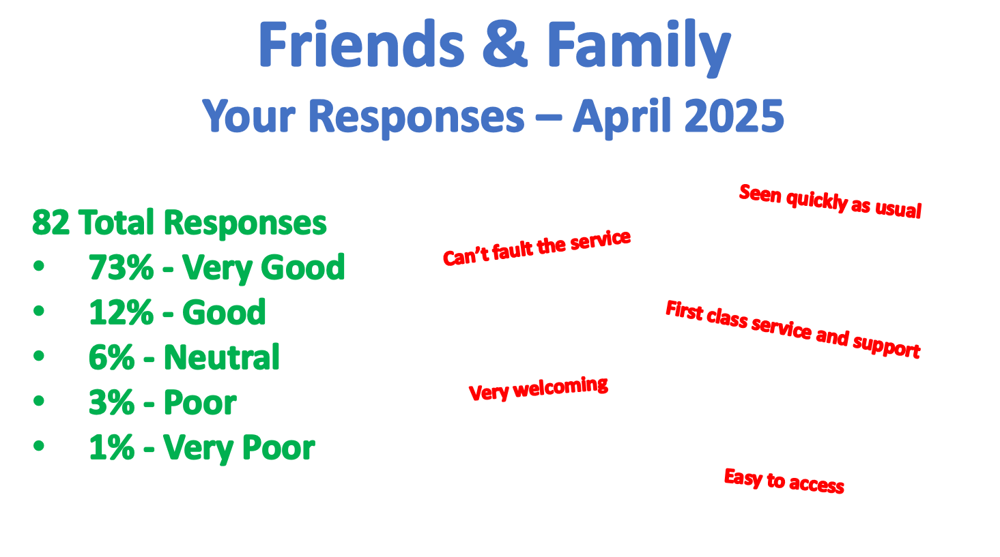 Friends & Family
Your Responses – April 2025
82 Total Responses
• 73% - Very Good
• 12% - Good
• 6% - Neutral
• 3% - Poor
• 1% - Very Poor
Seen quickly as usual
Can’t fault the service
First class service and support
Very welcoming
Easy to access